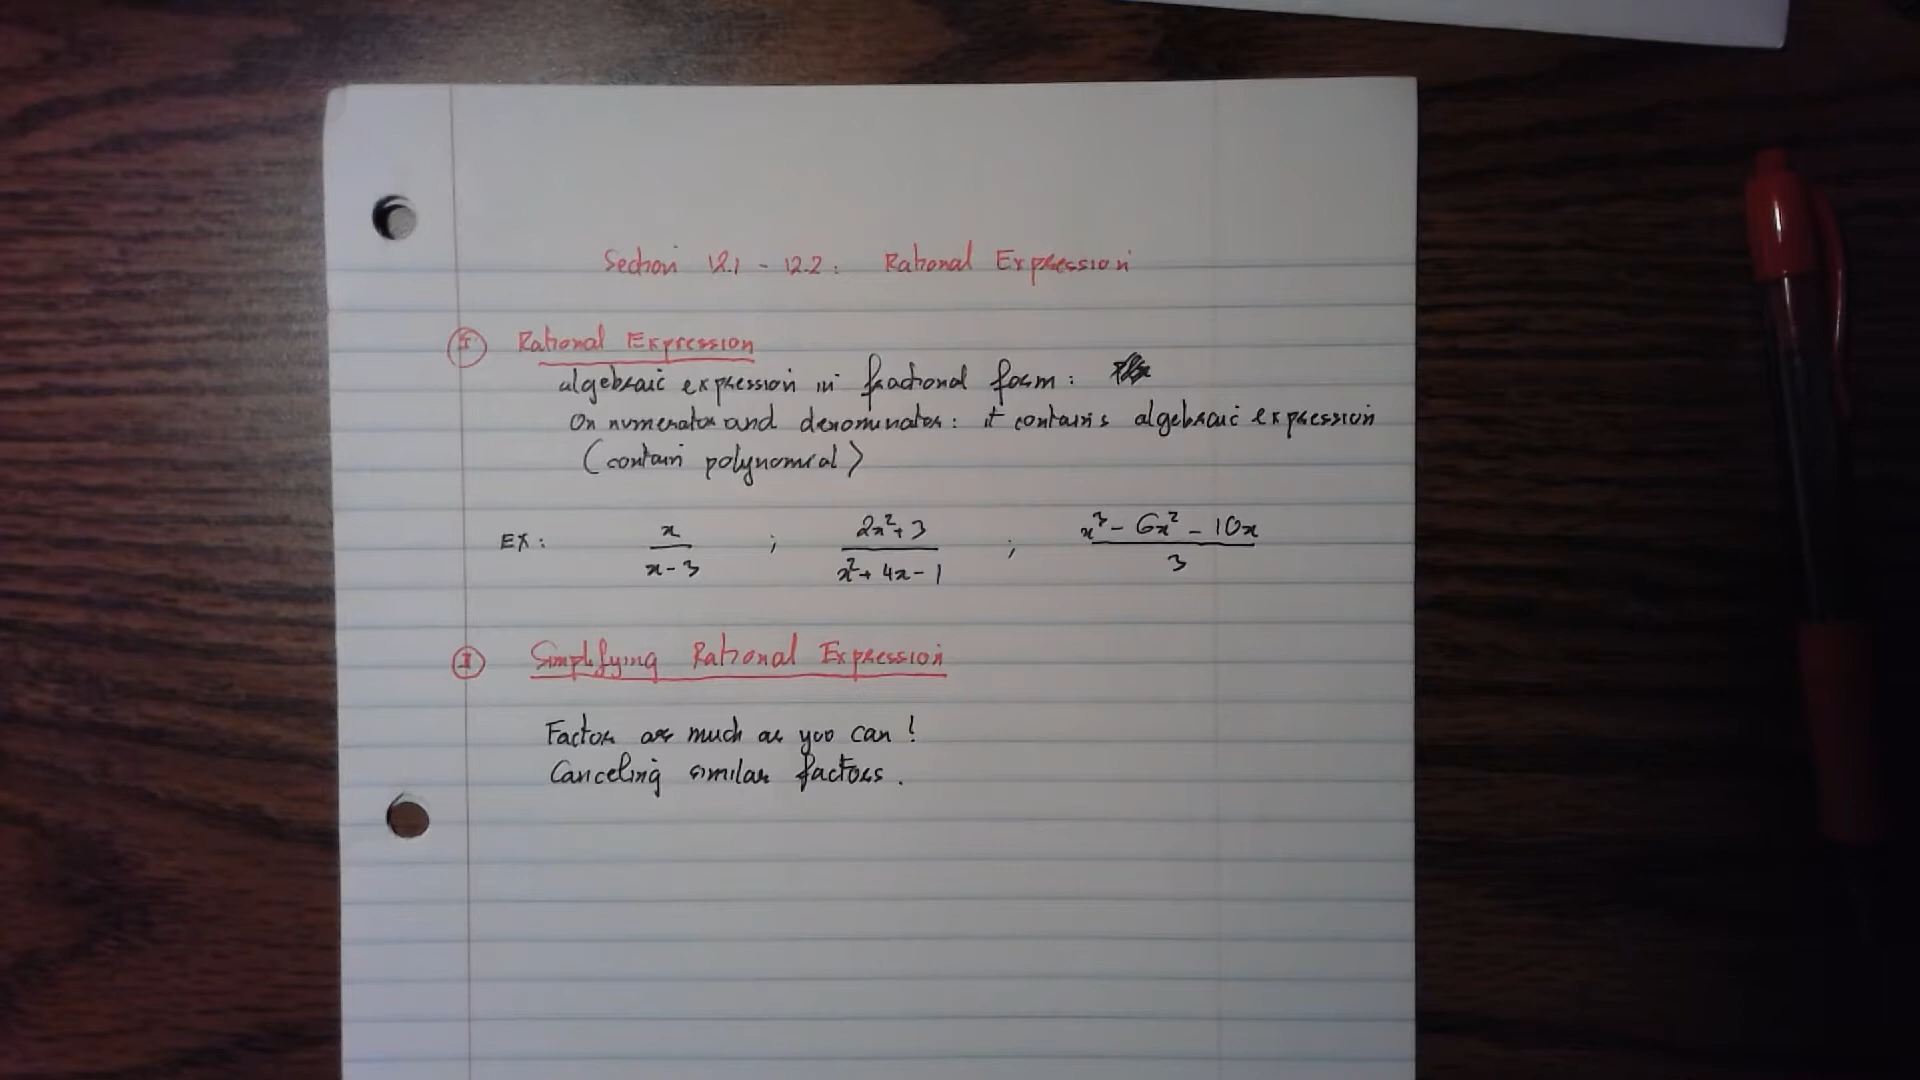 Section 12.1 - 12.2: Rational Expression
I Rational Expression
algebraic expression in fractional form:
On numerator and denominator: it contains algebraic expression
(contain polynomial)
EX: x/(x-3) ; (2x²+3)/(x²+4x-1) ; (x³-6x²-10x)/3
II Simplifying Rational Expression
Factor as much as you can!
Canceling similar factors.